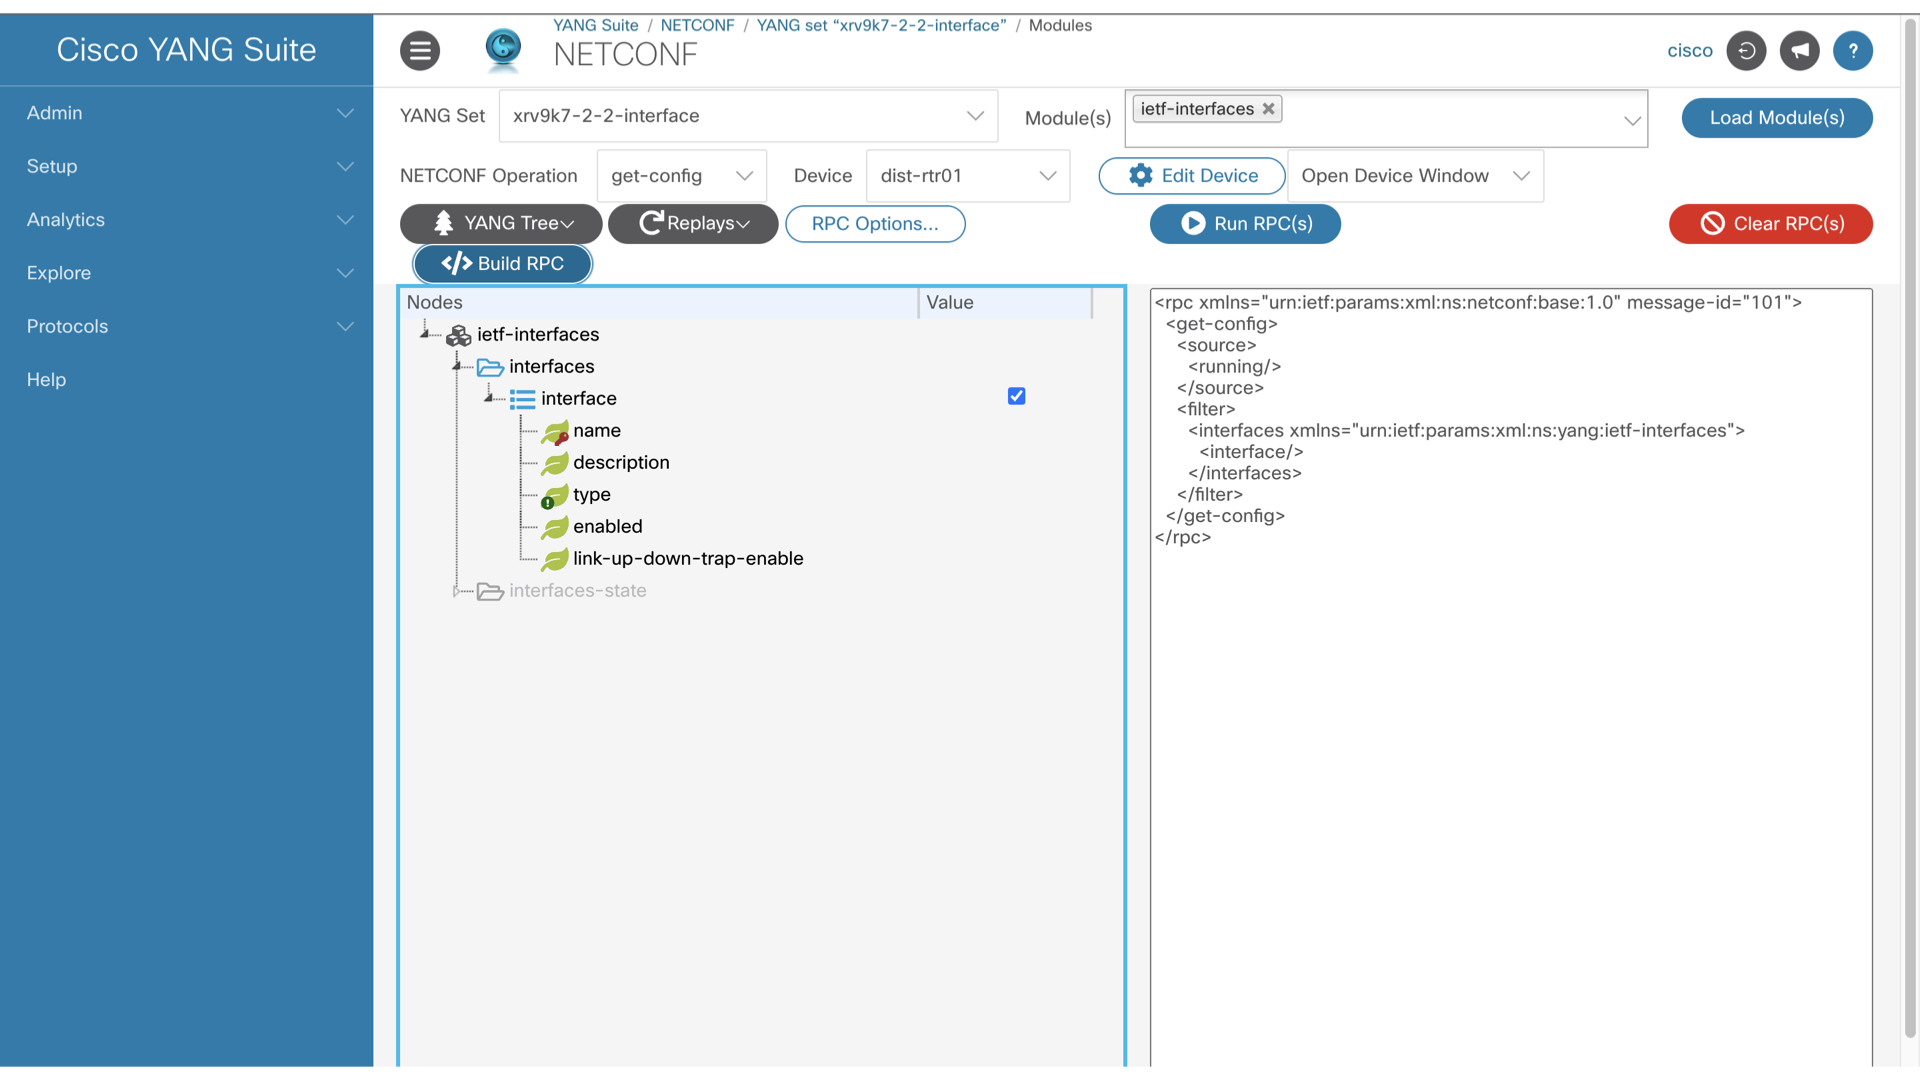 Cisco YANG Suite
Admin
Setup
Analytics
Explore
Protocols
Help
YANG Suite / NETCONF / YANG set “xrv9k7-2-2-interface” / Modules
NETCONF
cisco
?
YANG Set
xrv9k7-2-2-interface
Module(s)
ietf-interfaces
Load Module(s)
NETCONF Operation
get-config
Device
dist-rtr01
Edit Device
Open Device Window
YANG Tree
Replays
RPC Options...
Run RPC(s)
Clear RPC(s)
</> Build RPC
Nodes
Value
ietf-interfaces
interfaces
interface
name
description
type
enabled
link-up-down-trap-enable
interfaces-state
<rpc xmlns="urn:ietf:params:xml:ns:netconf:base:1.0" message-id="101">
<get-config>
<source>
<running/>
</source>
<filter>
<interfaces xmlns="urn:ietf:params:xml:ns:yang:ietf-interfaces">
<interface/>
</interfaces>
</filter>
</get-config>
</rpc>